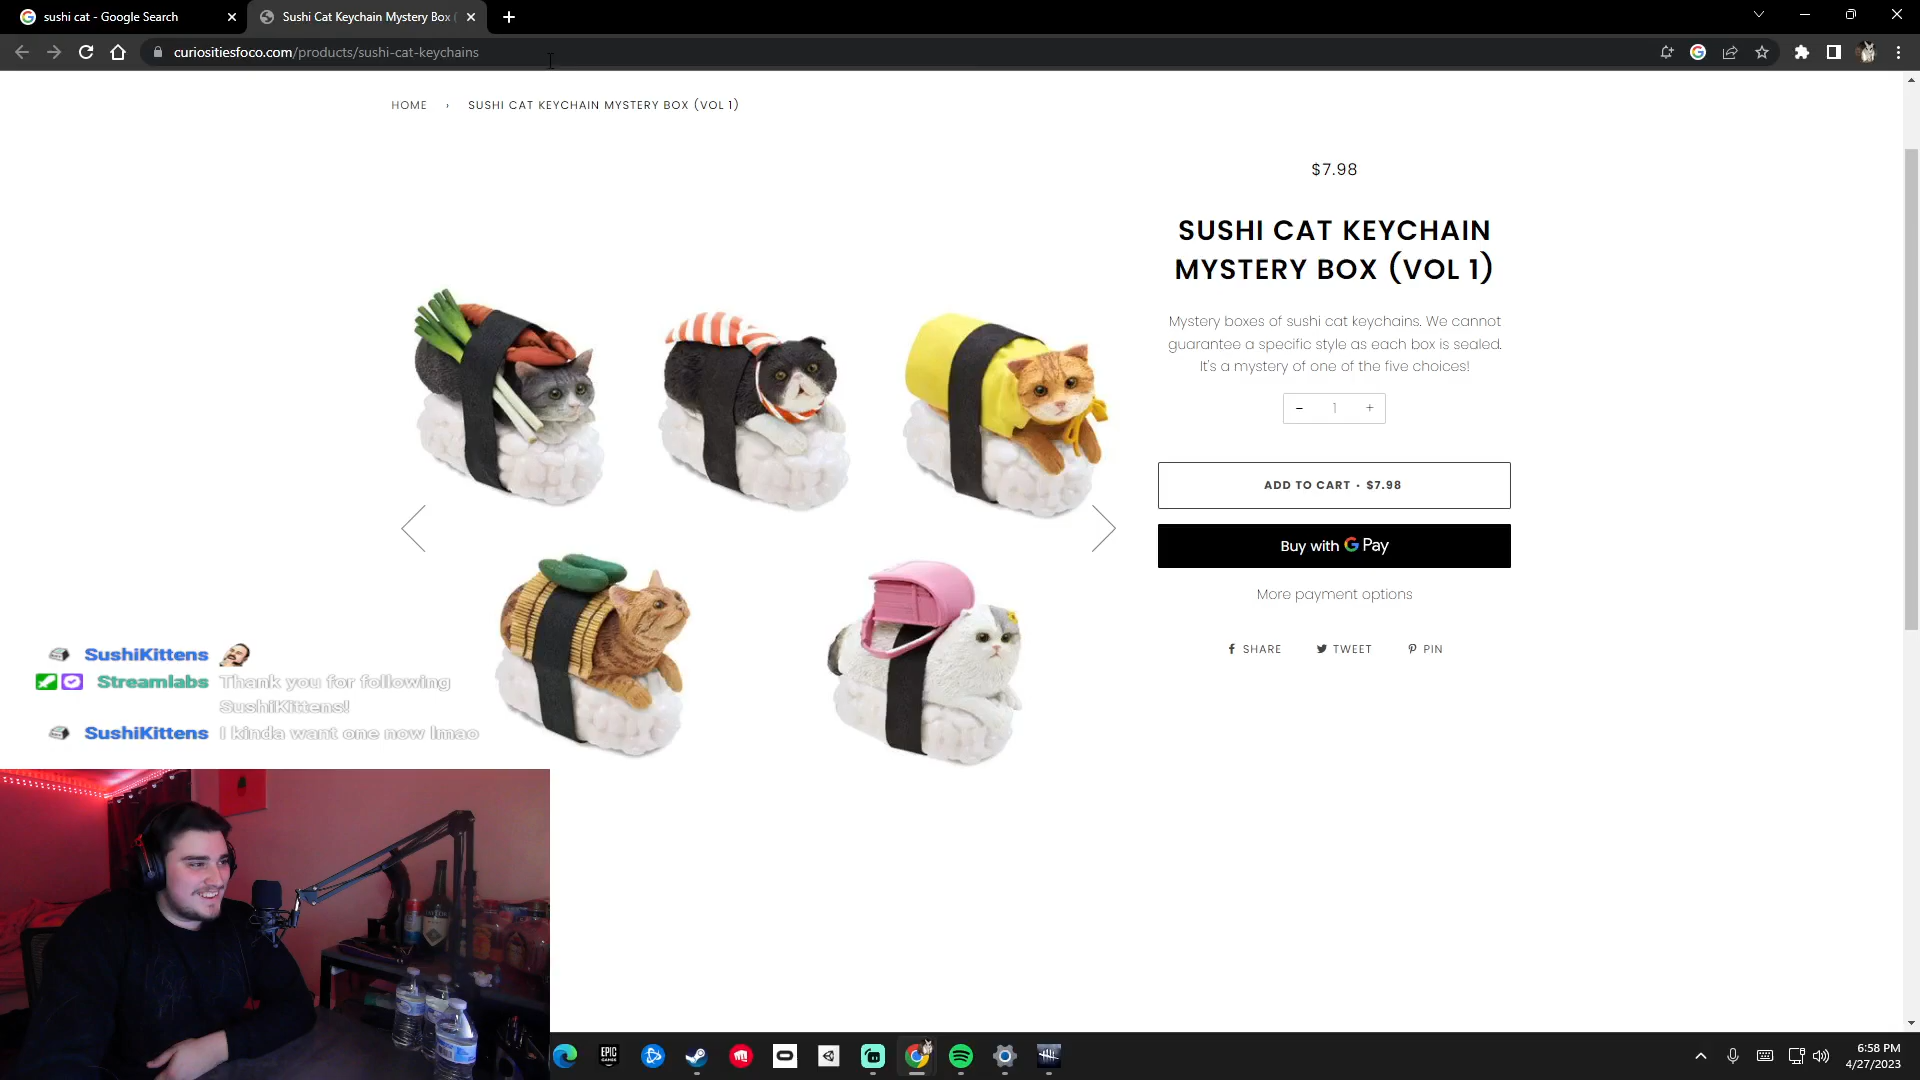 sushi cat - Google Search
Sushi Cat Keychain Mystery Box (
curiositiesfoco.com/products/sushi-cat-keychains
HOME › SUSHI CAT KEYCHAIN MYSTERY BOX (VOL 1)
$7.98
SUSHI CAT KEYCHAIN
MYSTERY BOX (VOL 1)
Mystery boxes of sushi cat keychains. We cannot
guarantee a specific style as each box is sealed.
It's a mystery of one of the five choices!
− 1 +
ADD TO CART • $7.98
Buy with G Pay
More payment options
SHARE TWEET PIN
SushiKittens
Streamlabs Thank you for following
SushiKittens!
SushiKittens I kinda want one now lmao
EPIC
GAMES
6:58 PM
4/27/2023